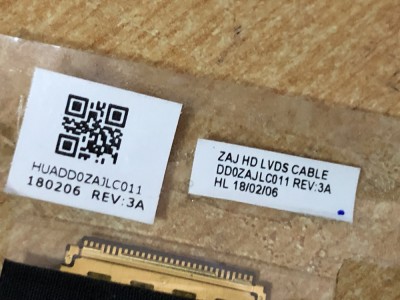 HUADD0ZAJLC011
180206 REV:3A
ZAJ HD LVDS CABLE
DD0ZAJLC011 REV:3A
HL 18/02/06